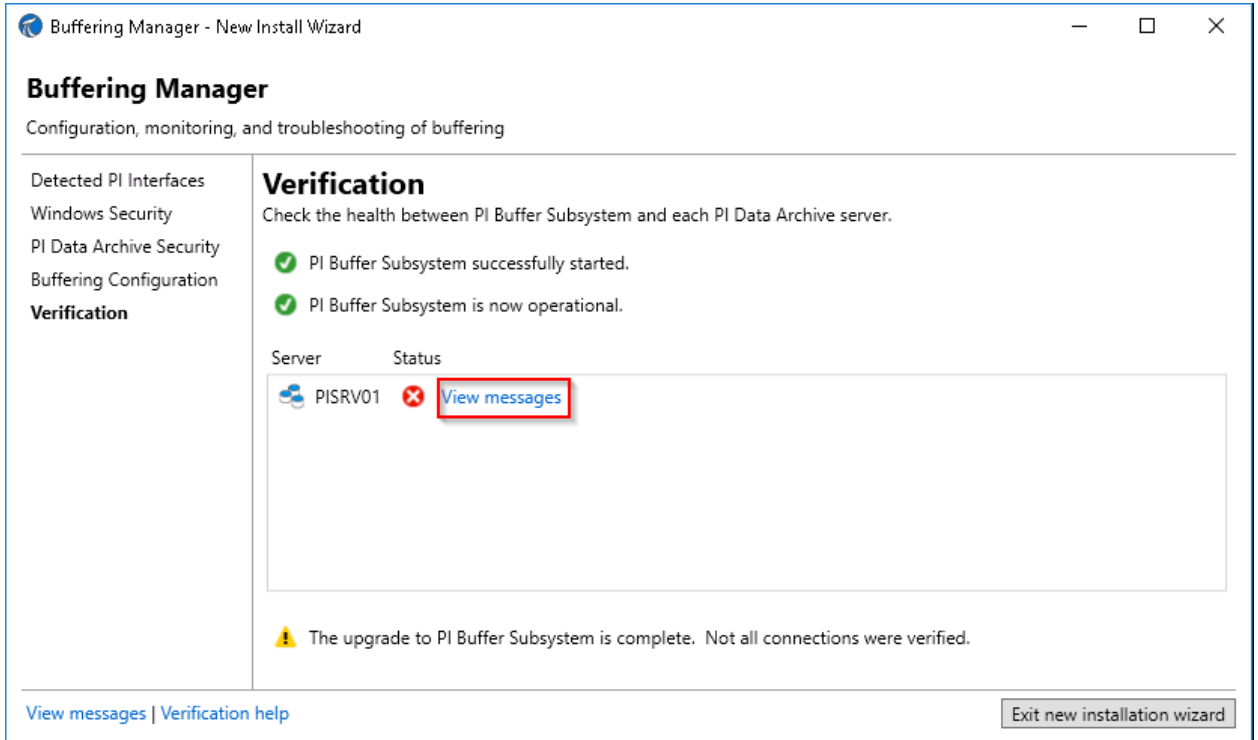 Buffering Manager - New Install Wizard
Buffering Manager
Configuration, monitoring, and troubleshooting of buffering
Detected PI Interfaces
Windows Security
PI Data Archive Security
Buffering Configuration
Verification
Verification
Check the health between PI Buffer Subsystem and each PI Data Archive server.
PI Buffer Subsystem successfully started.
PI Buffer Subsystem is now operational.
Server Status
PISRV01 View messages
The upgrade to PI Buffer Subsystem is complete.  Not all connections were verified.
View messages | Verification help
Exit new installation wizard